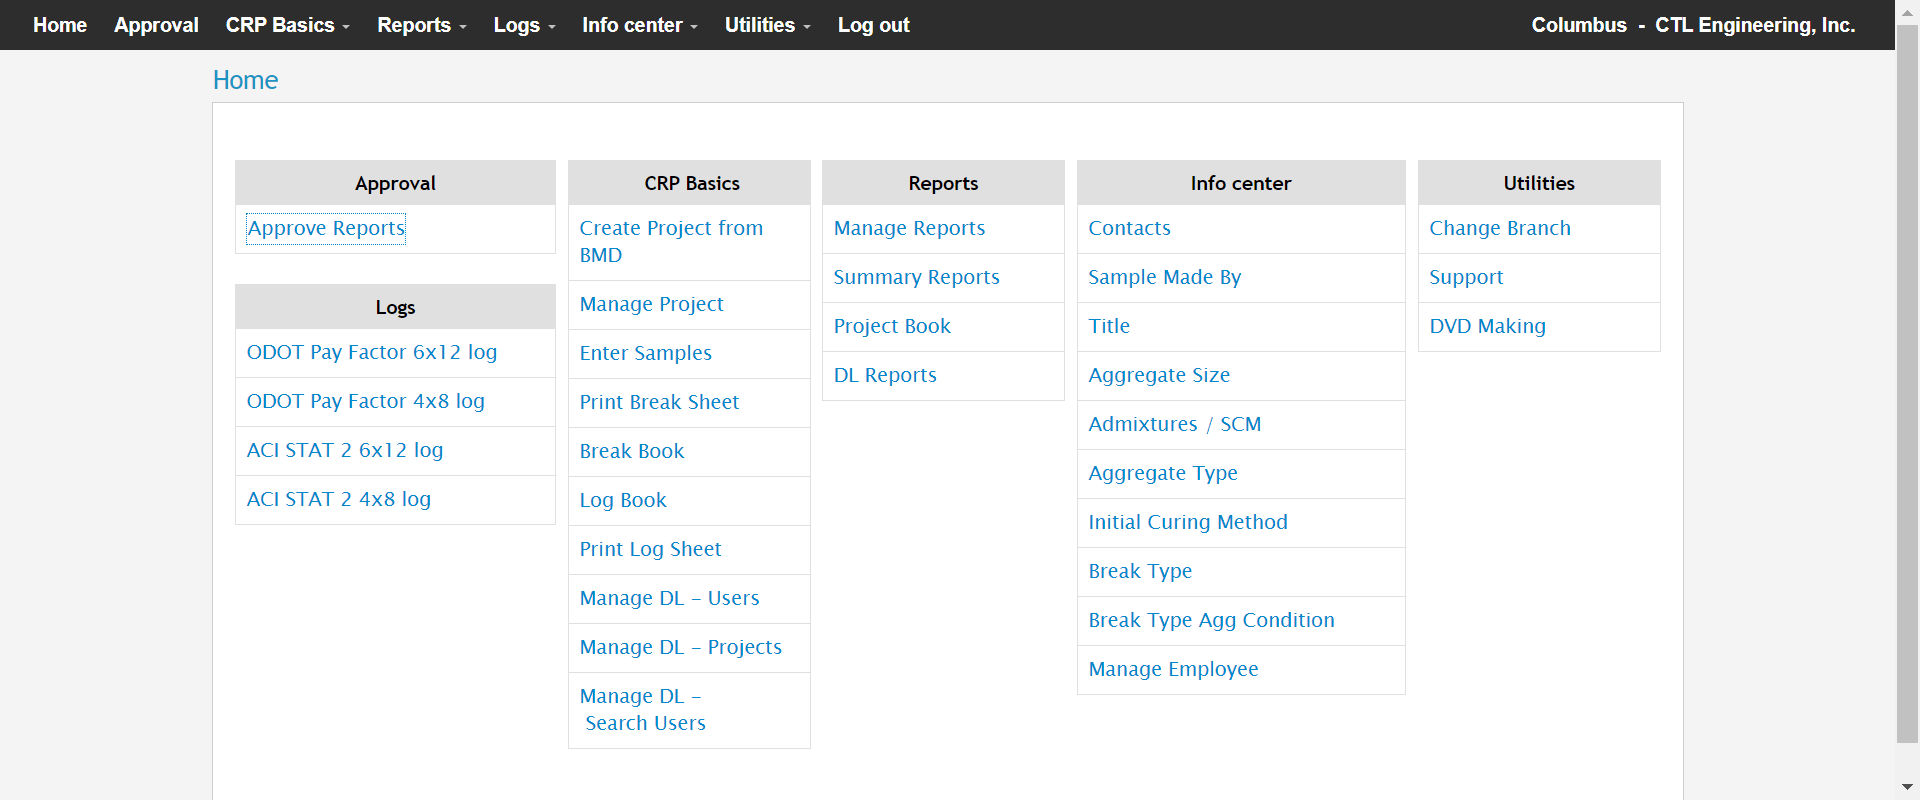 Home Approval CRP Basics Reports Logs Info center Utilities Log out Columbus - CTL Engineering, Inc.
Home
Approval
Approve Reports
Logs
ODOT Pay Factor 6x12 log
ODOT Pay Factor 4x8 log
ACI STAT 2 6x12 log
ACI STAT 2 4x8 log
CRP Basics
Create Project from
BMD
Manage Project
Enter Samples
Print Break Sheet
Break Book
Log Book
Print Log Sheet
Manage DL - Users
Manage DL - Projects
Manage DL -
Search Users
Reports
Manage Reports
Summary Reports
Project Book
DL Reports
Info center
Contacts
Sample Made By
Title
Aggregate Size
Admixtures / SCM
Aggregate Type
Initial Curing Method
Break Type
Break Type Agg Condition
Manage Employee
Utilities
Change Branch
Support
DVD Making